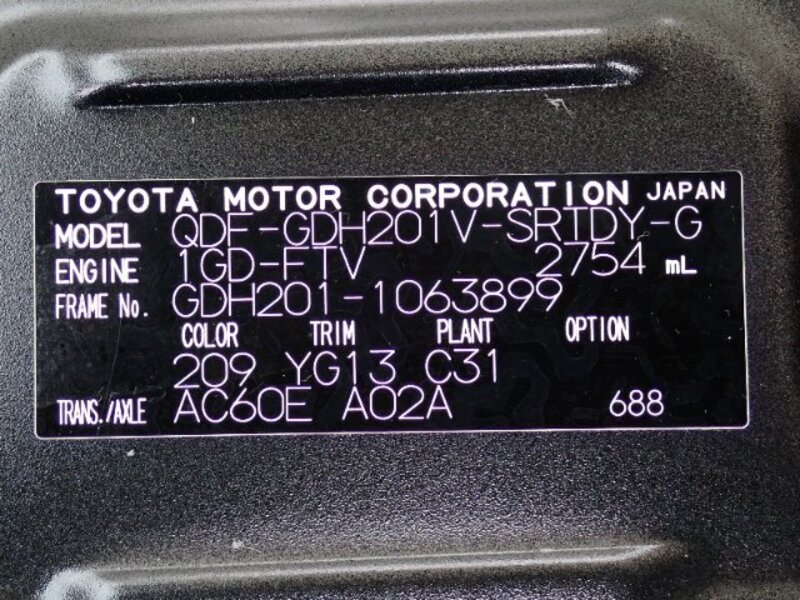 TOYOTA MOTOR CORPORATION JAPAN
MODEL QDF-GDH201V-SRTDY-G
ENGINE 1GD-FTV 2754 mL
FRAME No. GDH201-1063899
COLOR TRIM PLANT OPTION
209 YG13 C31
TRANS./AXLE AC60E A02A 688